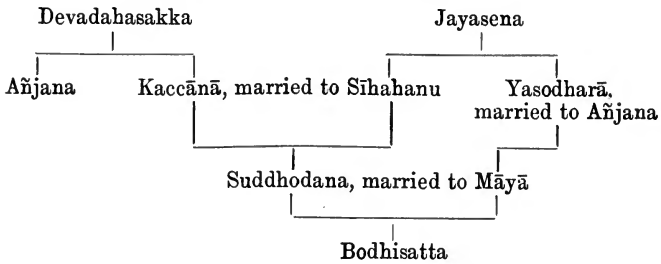 Devadahasakka Jayasena
Añjana Kaccānā, married to Sīhahanu Yasodharā,
married to Añjana
Suddhodana, married to Māyā
Bodhisatta